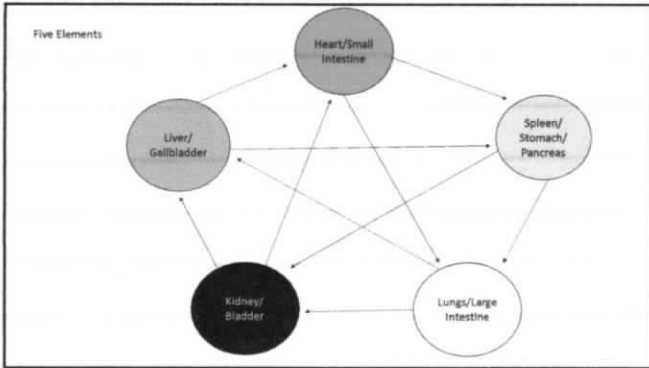 Five Elements
Heart/Small
Intestine
Liver/
Gallbladder
Spleen/
Stomach/
Pancreas
Kidney/
Bladder
Lungs/Large
Intestine